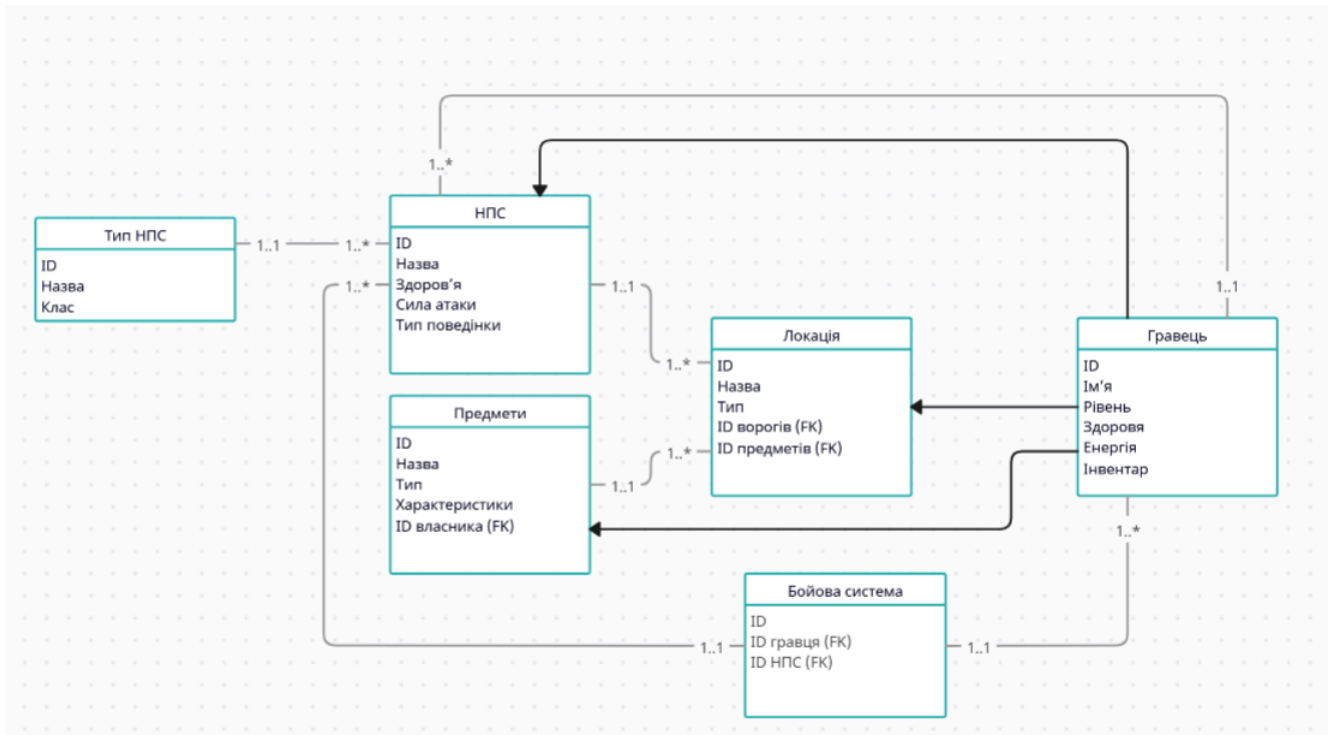 1..*
НПС
ID
Назва
Здоров’я
Сила атаки
Тип поведінки
Тип НПС
ID
Назва
Клас
1..1
1..*
1..*
1..1
1..*
Локація
ID
Назва
Тип
ID ворогів (FK)
ID предметів (FK)
1..1
Гравець
ID
Ім’я
Рівень
Здоровя
Енергія
Інвентар
Предмети
ID
Назва
Тип
Характеристики
ID власника (FK)
1..1
1..*
1..*
Бойова система
ID
ID гравця (FK)
ID НПС (FK)
1..1
1..1